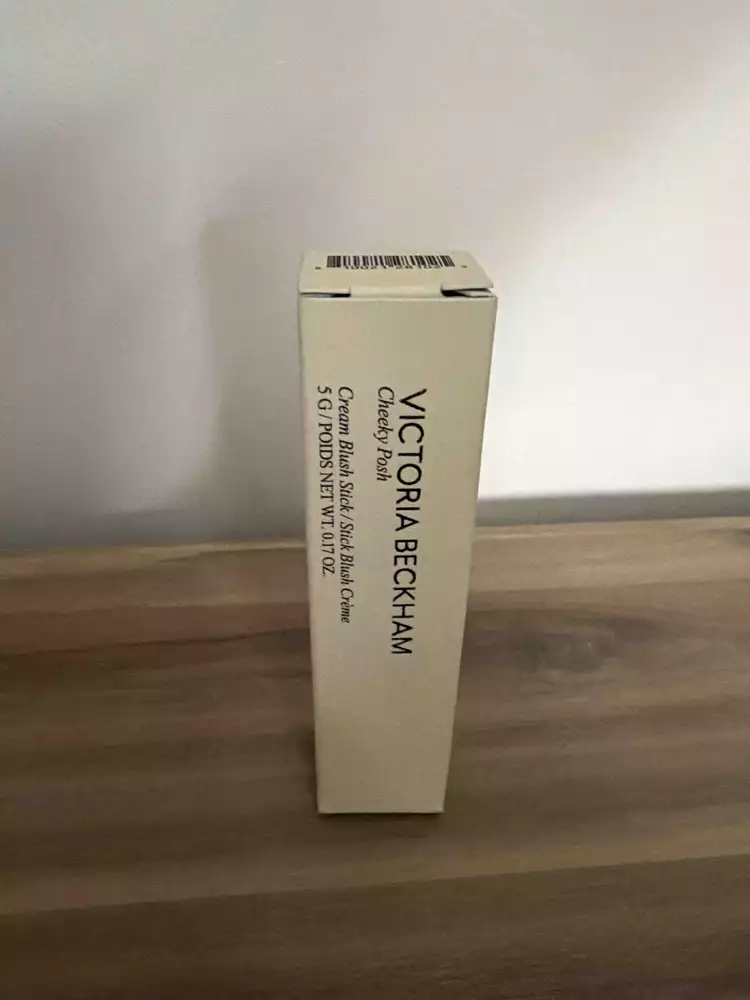 VICTORIA BECKHAM
Cheeky Posh
Cream Blush Stick / Stick Blush Crème
5 G / POIDS NET WT. 0.17 OZ.